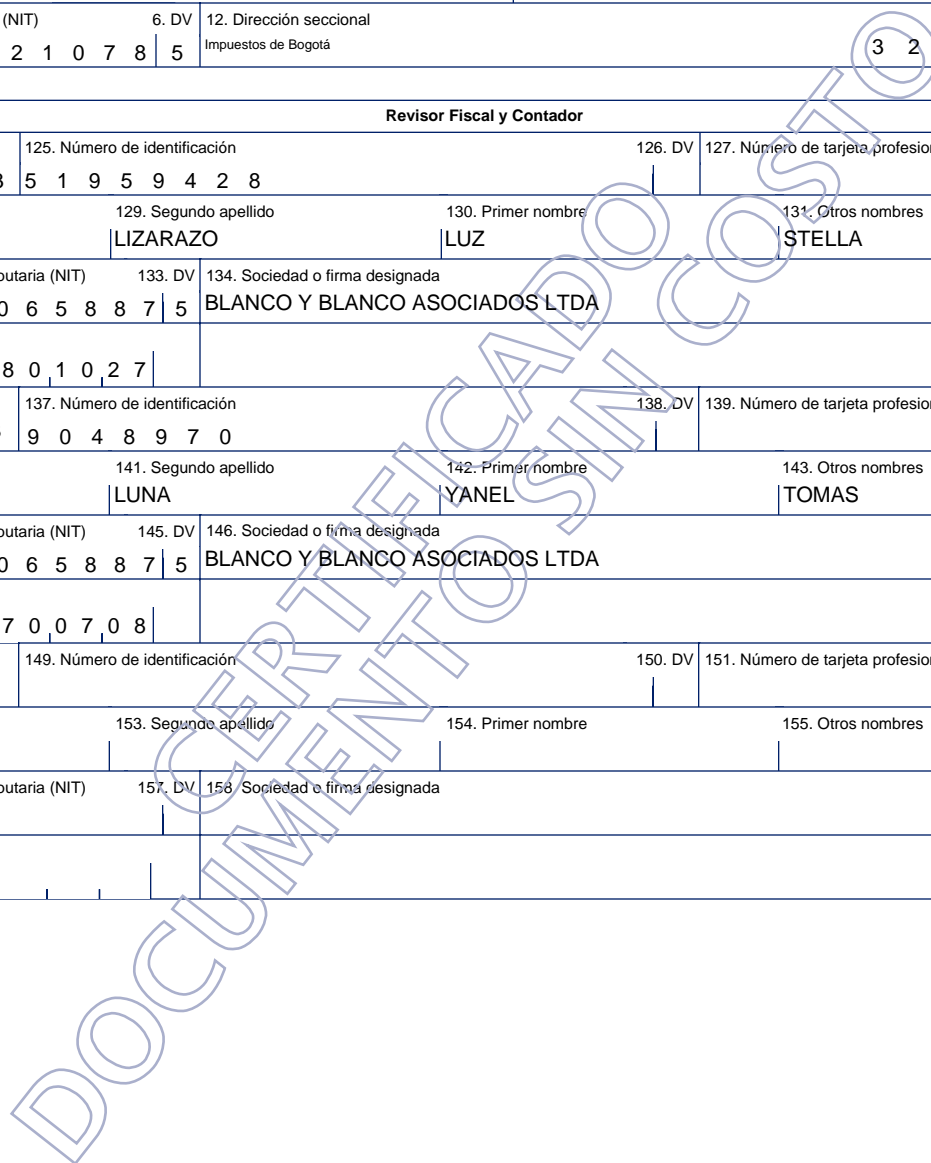 (NIT) 6. DV 12. Dirección seccional
2 1 0 7 8 5 Impuestos de Bogotá 3 2
Revisor Fiscal y Contador
125. Número de identificación 126. DV 127. Número de tarjeta profesion
5 1 9 5 9 4 2 8
129. Segundo apellido 130. Primer nombre 131. Otros nombres
LIZARAZO LUZ STELLA
butaria (NIT) 133. DV 134. Sociedad o firma designada
0 6 5 8 8 7 5 BLANCO Y BLANCO ASOCIADOS LTDA
8 0 1 0 2 7
137. Número de identificación 138. DV 139. Número de tarjeta profesion
9 0 4 8 9 7 0
141. Segundo apellido 142. Primer nombre 143. Otros nombres
LUNA YANEL TOMAS
butaria (NIT) 145. DV 146. Sociedad o firma designada
0 6 5 8 8 7 5 BLANCO Y BLANCO ASOCIADOS LTDA
7 0 0 7 0 8
149. Número de identificación 150. DV 151. Número de tarjeta profesion
153. Segundo apellido 154. Primer nombre 155. Otros nombres
butaria (NIT) 157. DV 158. Sociedad o firma designada
CERTIFICADO
DOCUMENTO SIN COSTO